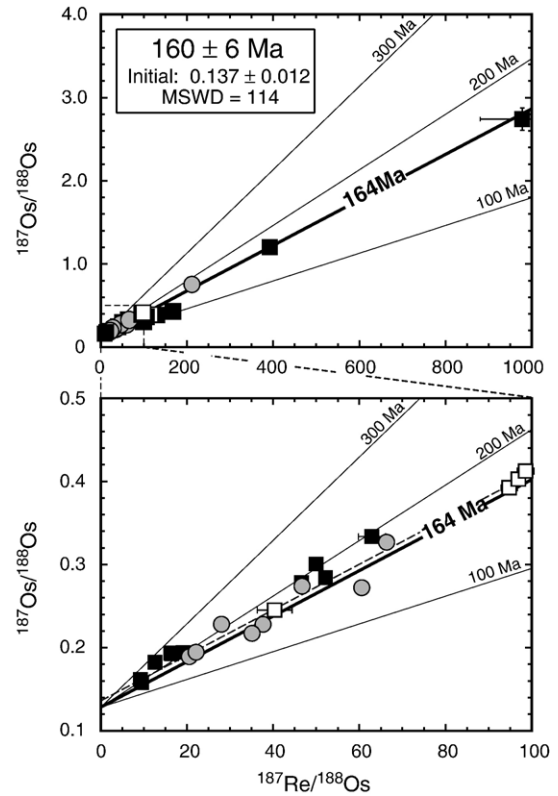 4.0
3.0
2.0
1.0
0
187Os/188Os
160 ± 6 Ma
Initial: 0.137 ± 0.012
MSWD = 114
300 Ma
200 Ma
164Ma
100 Ma
0
200
400
600
800
1000
0.5
0.4
0.3
0.2
0.1
187Os/188Os
300 Ma
200 Ma
164 Ma
100 Ma
0
20
40
60
80
100
187Re/188Os